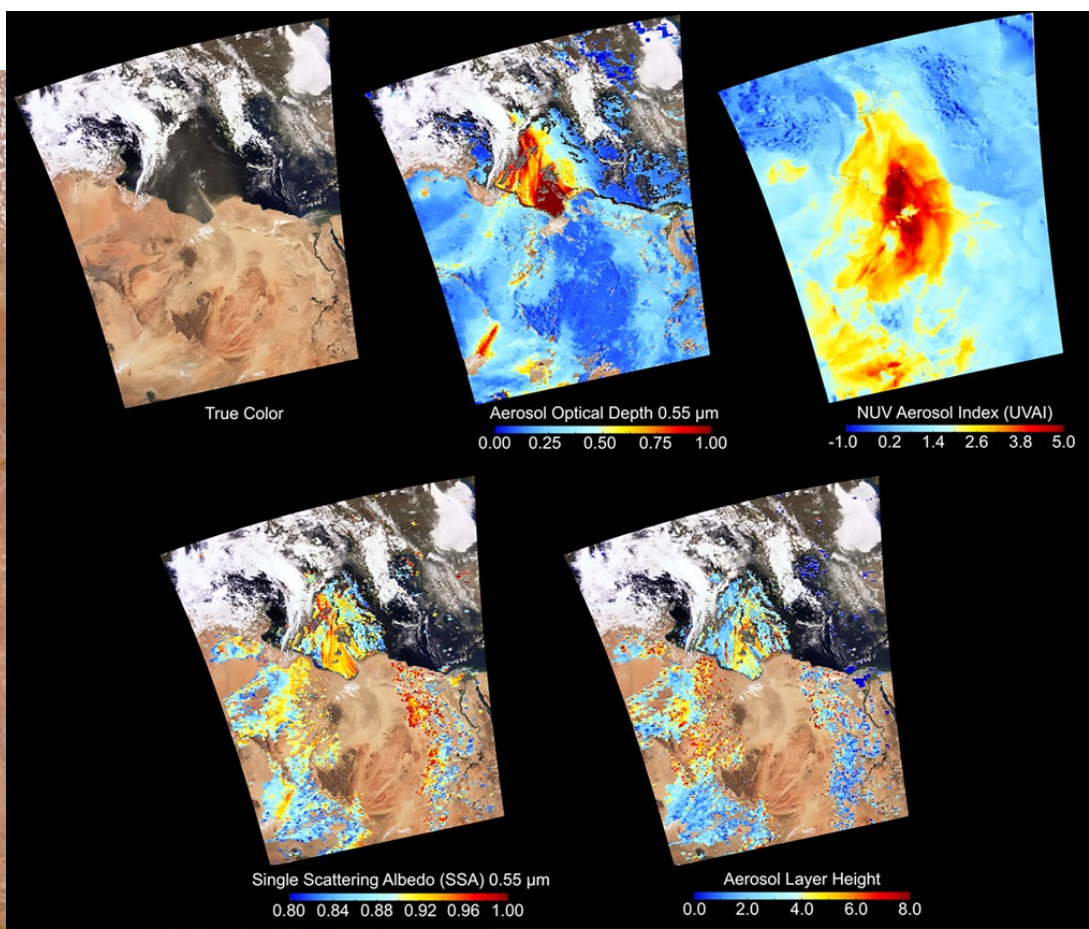 True Color
Aerosol Optical Depth 0.55 µm
0.00 0.25 0.50 0.75 1.00
NUV Aerosol Index (UVAI)
-1.0 0.2 1.4 2.6 3.8 5.0
Single Scattering Albedo (SSA) 0.55 µm
0.80 0.84 0.88 0.92 0.96 1.00
Aerosol Layer Height
0.0 2.0 4.0 6.0 8.0